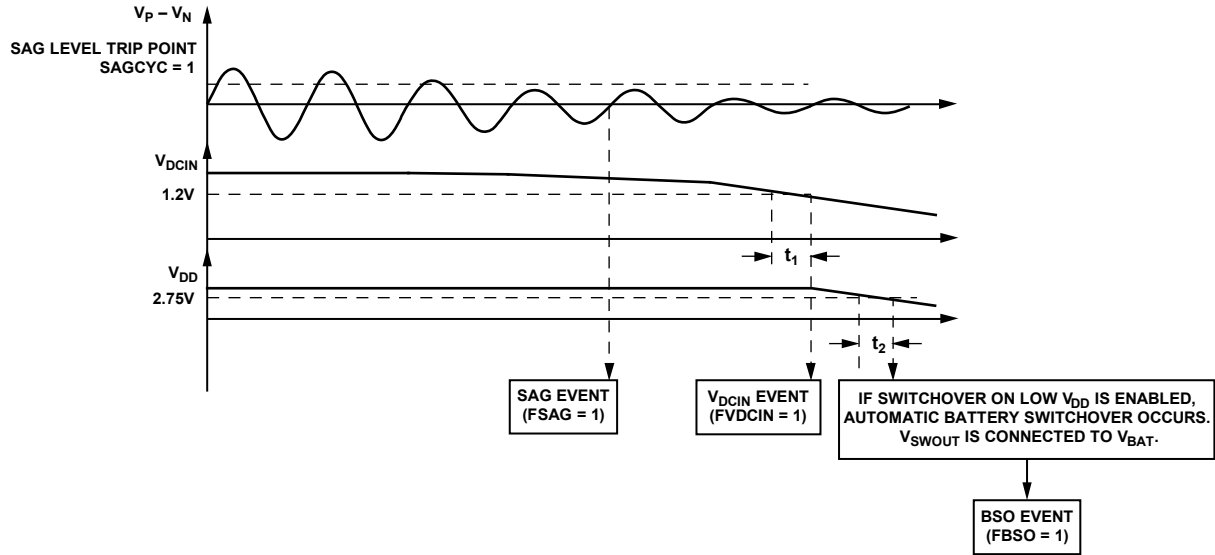 VP – VN
SAG LEVEL TRIP POINT
SAGCYC = 1
VDCIN
1.2V
t1
VDD
2.75V
t2
SAG EVENT
(FSAG = 1)
VDCIN EVENT
(FVDCIN = 1)
IF SWITCHOVER ON LOW VDD IS ENABLED,
AUTOMATIC BATTERY SWITCHOVER OCCURS.
VSWOUT IS CONNECTED TO VBAT.
BSO EVENT
(FBSO = 1)